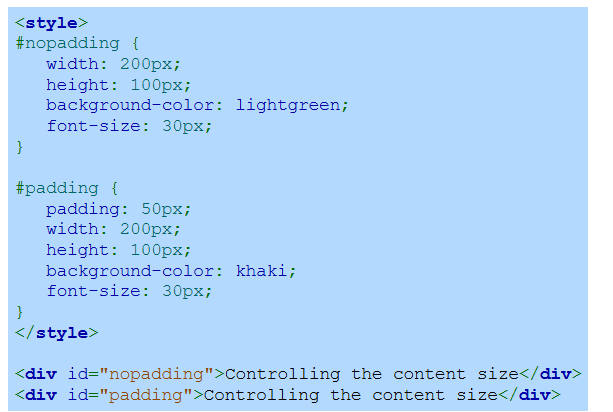 <style>
#nopadding {
   width: 200px;
   height: 100px;
   background-color: lightgreen;
   font-size: 30px;
}

#padding {
   padding: 50px;
   width: 200px;
   height: 100px;
   background-color: khaki;
   font-size: 30px;
}
</style>

<div id="nopadding">Controlling the content size</div>
<div id="padding">Controlling the content size</div>